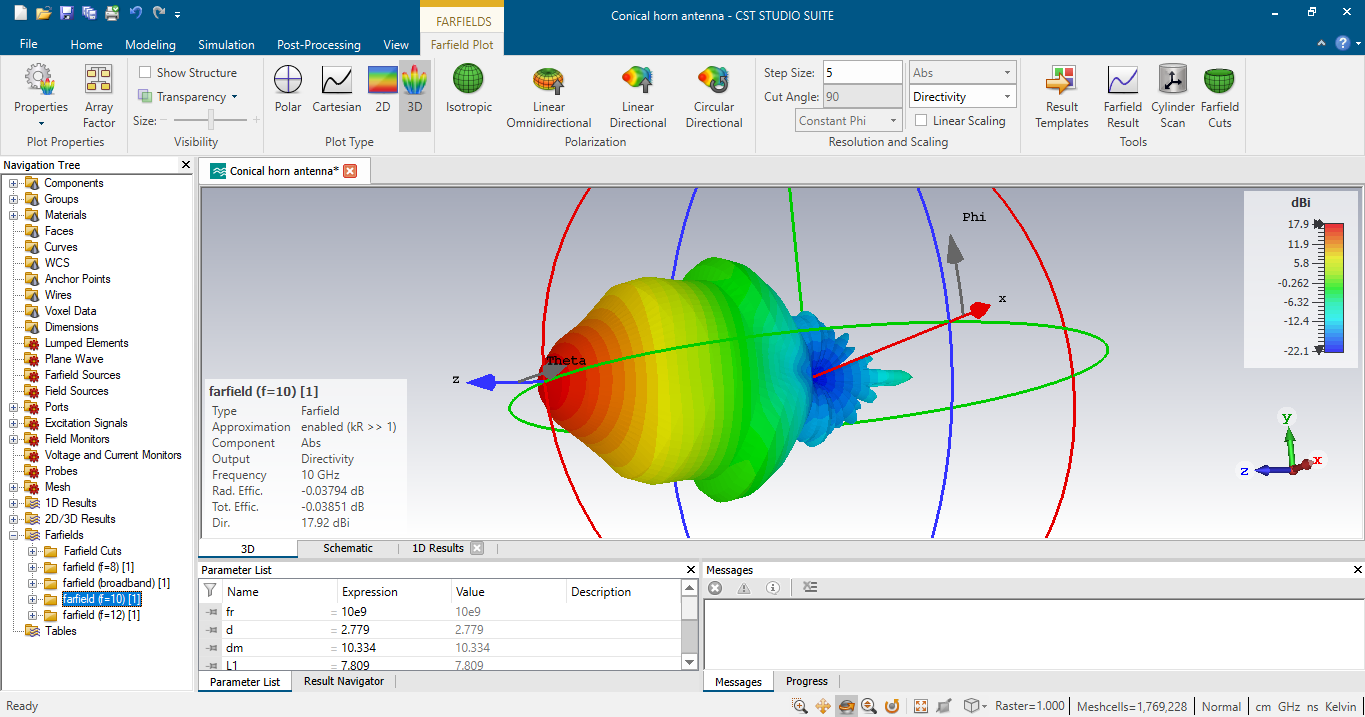 Conical horn antenna - CST STUDIO SUITE
FARFIELDS
File Home Modeling Simulation Post-Processing View Farfield Plot
Properties
Array Factor
Plot Properties
Show Structure
Transparency
Size:
Visibility
Polar Cartesian 2D 3D
Plot Type
Isotropic
Linear Omnidirectional
Linear Directional
Circular Directional
Polarization
Step Size: 5
Cut Angle: 90
Constant Phi
Abs
Directivity
Linear Scaling
Resolution and Scaling
Result Templates
Farfield Result
Cylinder Scan
Farfield Cuts
Tools
Navigation Tree
Components
Groups
Materials
Faces
Curves
WCS
Anchor Points
Wires
Voxel Data
Dimensions
Lumped Elements
Plane Wave
Farfield Sources
Field Sources
Ports
Excitation Signals
Field Monitors
Voltage and Current Monitors
Probes
Mesh
1D Results
2D/3D Results
Farfields
Farfield Cuts
farfield (f=8) [1]
farfield (broadband) [1]
farfield (f=10) [1]
farfield (f=12) [1]
Tables
Conical horn antenna*
Phi
x
Theta
z
dBi
17.9
11.9
5.8
-0.262
-6.32
-12.4
-22.1
farfield (f=10) [1]
Type Farfield
Approximation enabled (kR >> 1)
Component Abs
Output Directivity
Frequency 10 GHz
Rad. Effic. -0.03794 dB
Tot. Effic. -0.03851 dB
Dir. 17.92 dBi
y
z
x
3D Schematic 1D Results
Parameter List
Name Expression Value Description
fr = 10e9 10e9
d = 2.779 2.779
dm = 10.334 10.334
L1 = 7.809 7.809
Parameter List Result Navigator
Messages
Messages Progress
Ready
Raster=1.000 Meshcells=1,769,228 Normal cm GHz ns Kelvin